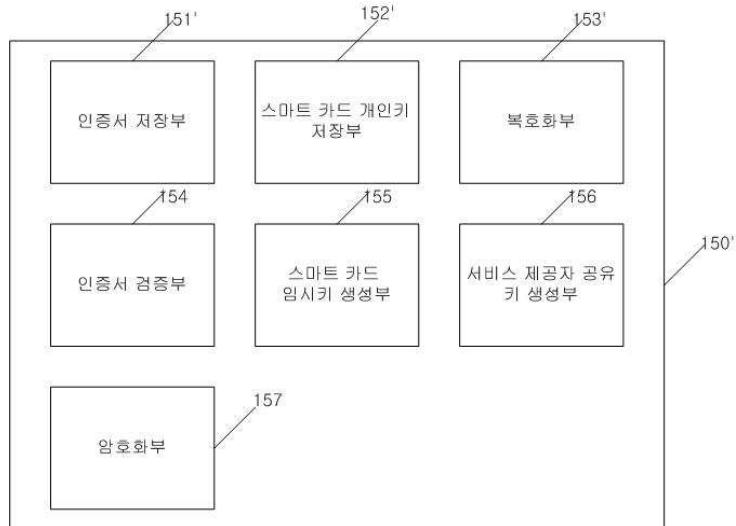 151'
152'
153'
인증서 저장부
스마트 카드 개인키
저장부
복호화부
154
155
156
인증서 검증부
스마트 카드
임시키 생성부
서비스 제공자 공유
키 생성부
150'
157
암호화부